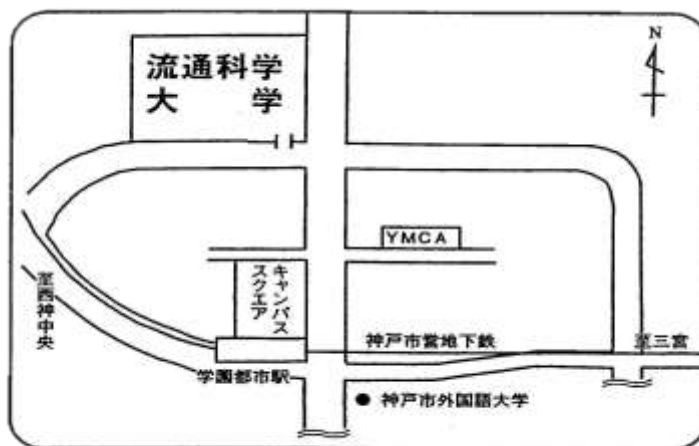 流通科学
大学
N
YMCA
キャンパス
スクエア
至西神中央
神戸市営地下鉄
至三宮
学園都市駅
神戸市外国語大学